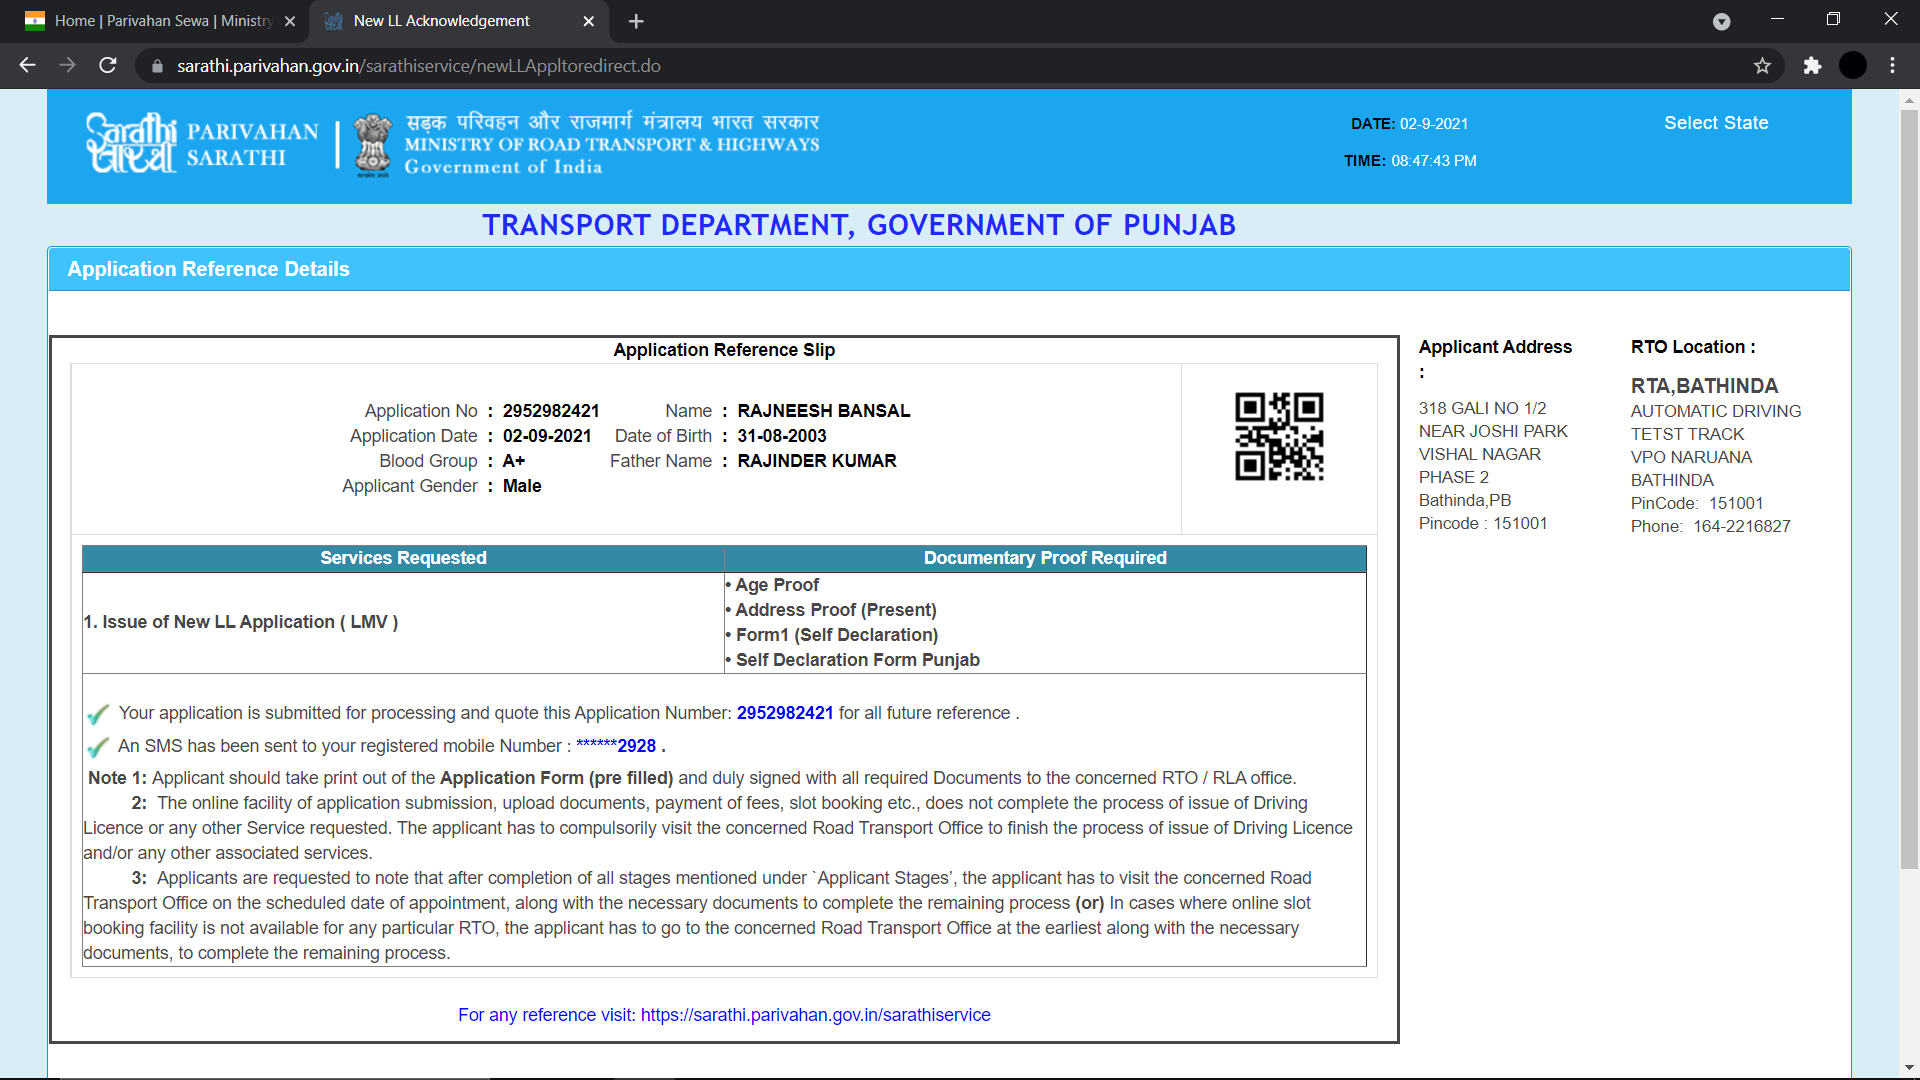 Home | Parivahan Sewa | Ministry
New LL Acknowledgement
sarathi.parivahan.gov.in/sarathiservice/newLLAppltoredirect.do
Sarathi
सारथी
PARIVAHAN
SARATHI
सड़क परिवहन और राजमार्ग मंत्रालय भारत सरकार
MINISTRY OF ROAD TRANSPORT & HIGHWAYS
Government of India
DATE: 02-9-2021
TIME: 08:47:43 PM
Select State
TRANSPORT DEPARTMENT, GOVERNMENT OF PUNJAB
Application Reference Details
Application Reference Slip
Application No : 2952982421 Name : RAJNEESH BANSAL
Application Date : 02-09-2021 Date of Birth : 31-08-2003
Blood Group : A+ Father Name : RAJINDER KUMAR
Applicant Gender : Male
Services Requested
Documentary Proof Required
1. Issue of New LL Application ( LMV )
• Age Proof
• Address Proof (Present)
• Form1 (Self Declaration)
• Self Declaration Form Punjab
Your application is submitted for processing and quote this Application Number: 2952982421 for all future reference .
An SMS has been sent to your registered mobile Number : ******2928 .
Note 1: Applicant should take print out of the Application Form (pre filled) and duly signed with all required Documents to the concerned RTO / RLA office.
2: The online facility of application submission, upload documents, payment of fees, slot booking etc., does not complete the process of issue of Driving
Licence or any other Service requested. The applicant has to compulsorily visit the concerned Road Transport Office to finish the process of issue of Driving Licence
and/or any other associated services.
3: Applicants are requested to note that after completion of all stages mentioned under `Applicant Stages’, the applicant has to visit the concerned Road
Transport Office on the scheduled date of appointment, along with the necessary documents to complete the remaining process (or) In cases where online slot
booking facility is not available for any particular RTO, the applicant has to go to the concerned Road Transport Office at the earliest along with the necessary
documents, to complete the remaining process.
For any reference visit: https://sarathi.parivahan.gov.in/sarathiservice
Applicant Address
:
318 GALI NO 1/2
NEAR JOSHI PARK
VISHAL NAGAR
PHASE 2
Bathinda,PB
Pincode : 151001
RTO Location :
RTA,BATHINDA
AUTOMATIC DRIVING
TETST TRACK
VPO NARUANA
BATHINDA
PinCode: 151001
Phone: 164-2216827